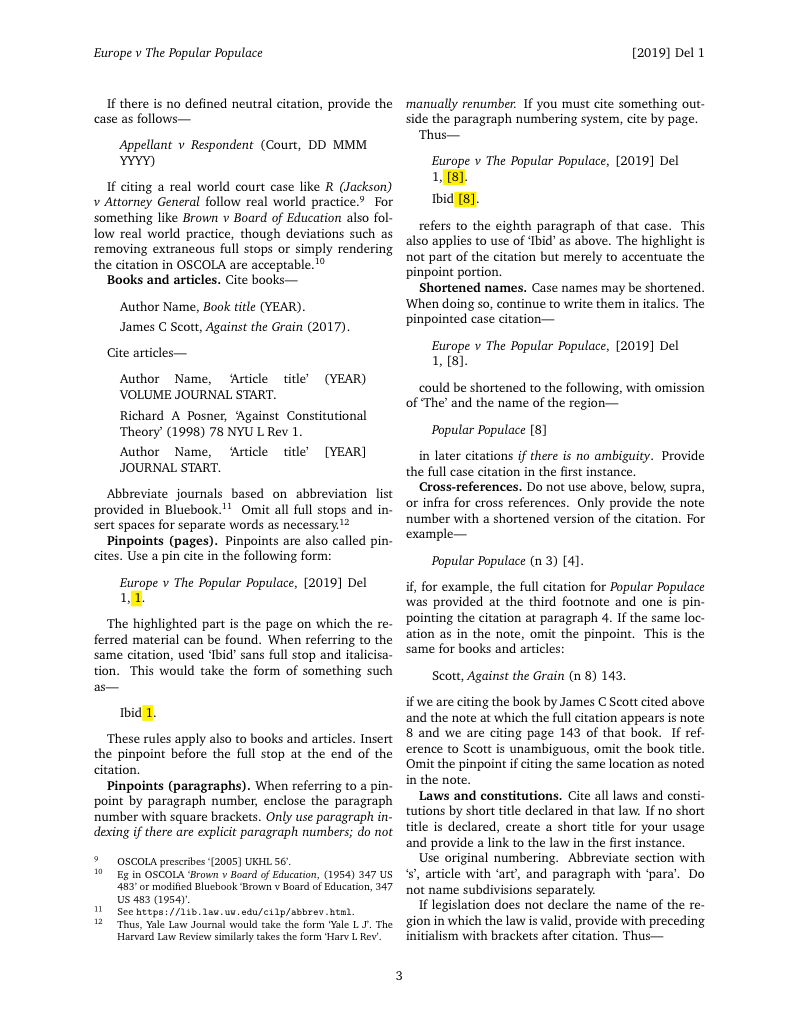 Europe v The Popular Populace [2019] Del 1
If there is no defined neutral citation, provide the
case as follows—
Appellant v Respondent (Court, DD MMM
YYYY)
If citing a real world court case like R (Jackson)
v Attorney General follow real world practice.9 For
something like Brown v Board of Education also fol-
low real world practice, though deviations such as
removing extraneous full stops or simply rendering
the citation in OSCOLA are acceptable.10
Books and articles. Cite books—
Author Name, Book title (YEAR).
James C Scott, Against the Grain (2017).
Cite articles—
Author Name, ‘Article title’ (YEAR)
VOLUME JOURNAL START.
Richard A Posner, ‘Against Constitutional
Theory’ (1998) 78 NYU L Rev 1.
Author Name, ‘Article title’ [YEAR]
JOURNAL START.
Abbreviate journals based on abbreviation list
provided in Bluebook.11 Omit all full stops and in-
sert spaces for separate words as necessary.12
Pinpoints (pages). Pinpoints are also called pin-
cites. Use a pin cite in the following form:
Europe v The Popular Populace, [2019] Del
1, 1.
The highlighted part is the page on which the re-
ferred material can be found. When referring to the
same citation, used ‘Ibid’ sans full stop and italicisa-
tion. This would take the form of something such
as—
Ibid 1.
These rules apply also to books and articles. Insert
the pinpoint before the full stop at the end of the
citation.
Pinpoints (paragraphs). When referring to a pin-
point by paragraph number, enclose the paragraph
number with square brackets. Only use paragraph in-
dexing if there are explicit paragraph numbers; do not
9 OSCOLA prescribes ‘[2005] UKHL 56’.
10 Eg in OSCOLA ‘Brown v Board of Education, (1954) 347 US
483’ or modified Bluebook ‘Brown v Board of Education, 347
US 483 (1954)’.
11 See https://lib.law.uw.edu/cilp/abbrev.html.
12 Thus, Yale Law Journal would take the form ‘Yale L J’. The
Harvard Law Review similarly takes the form ‘Harv L Rev’.
manually renumber. If you must cite something out-
side the paragraph numbering system, cite by page.
Thus—
Europe v The Popular Populace, [2019] Del
1, [8].
Ibid [8].
refers to the eighth paragraph of that case. This
also applies to use of ‘Ibid’ as above. The highlight is
not part of the citation but merely to accentuate the
pinpoint portion.
Shortened names. Case names may be shortened.
When doing so, continue to write them in italics. The
pinpointed case citation—
Europe v The Popular Populace, [2019] Del
1, [8].
could be shortened to the following, with omission
of ‘The’ and the name of the region—
Popular Populace [8]
in later citations if there is no ambiguity. Provide
the full case citation in the first instance.
Cross-references. Do not use above, below, supra,
or infra for cross references. Only provide the note
number with a shortened version of the citation. For
example—
Popular Populace (n 3) [4].
if, for example, the full citation for Popular Populace
was provided at the third footnote and one is pin-
pointing the citation at paragraph 4. If the same loc-
ation as in the note, omit the pinpoint. This is the
same for books and articles:
Scott, Against the Grain (n 8) 143.
if we are citing the book by James C Scott cited above
and the note at which the full citation appears is note
8 and we are citing page 143 of that book. If ref-
erence to Scott is unambiguous, omit the book title.
Omit the pinpoint if citing the same location as noted
in the note.
Laws and constitutions. Cite all laws and consti-
tutions by short title declared in that law. If no short
title is declared, create a short title for your usage
and provide a link to the law in the first instance.
Use original numbering. Abbreviate section with
‘s’, article with ‘art’, and paragraph with ‘para’. Do
not name subdivisions separately.
If legislation does not declare the name of the re-
gion in which the law is valid, provide with preceding
initialism with brackets after citation. Thus—
3